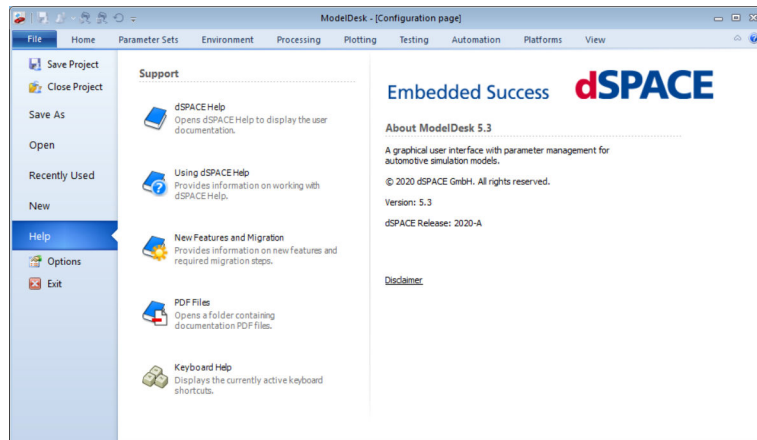 ModelDesk - [Configuration page]
File Home Parameter Sets Environment Processing Plotting Testing Automation Platforms View
Save Project
Close Project
Save As
Open
Recently Used
New
Help
Options
Exit
Support
dSPACE Help
Opens dSPACE Help to display the user
documentation.
Using dSPACE Help
Provides information on working with
dSPACE Help.
New Features and Migration
Provides information on new features and
required migration steps.
PDF Files
Opens a folder containing
documentation PDF files.
Keyboard Help
Displays the currently active keyboard
shortcuts.
Embedded Success dSPACE
About ModelDesk 5.3
A graphical user interface with parameter management for
automotive simulation models.
© 2020 dSPACE GmbH. All rights reserved.
Version: 5.3
dSPACE Release: 2020-A
Disclaimer